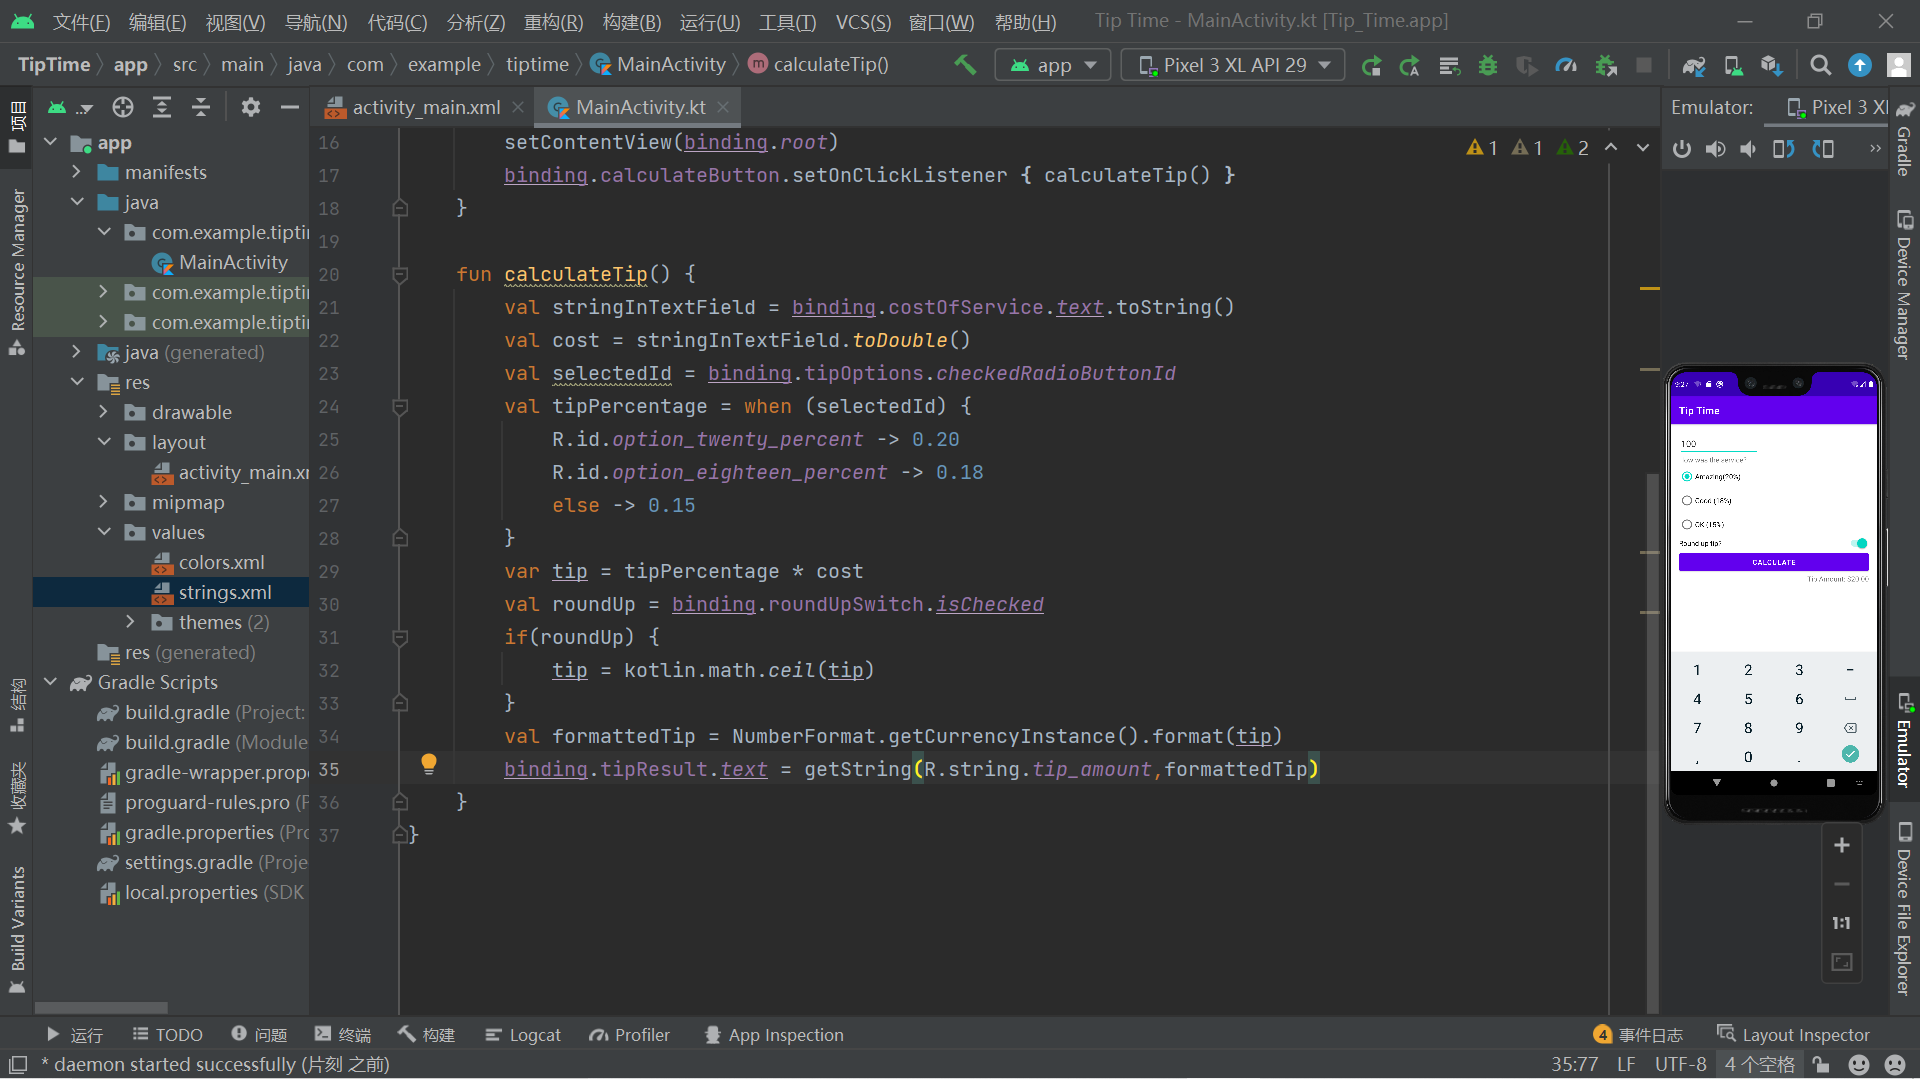 文件(F) 编辑(E) 视图(V) 导航(N) 代码(C) 分析(Z) 重构(R) 构建(B) 运行(U) 工具(T) VCS(S) 窗口(W) 帮助(H) Tip Time - MainActivity.kt [Tip_Time.app]
TipTime app src main java com example tiptime MainActivity calculateTip() app Pixel 3 XL API 29
项目
Resource Manager
结构
收藏夹
Build Variants
app
manifests
java
com.example.tipti
MainActivity
com.example.tipti
com.example.tipti
java (generated)
res
drawable
layout
activity_main.x
mipmap
values
colors.xml
strings.xml
themes (2)
res (generated)
Gradle Scripts
build.gradle (Project:
build.gradle (Module
gradle-wrapper.prop
proguard-rules.pro (P
gradle.properties (Pro
settings.gradle (Proje
local.properties (SDK
activity_main.xml MainActivity.kt
1 1 2
16 setContentView(binding.root)
17 binding.calculateButton.setOnClickListener { calculateTip() }
18 }
19
20 fun calculateTip() {
21 val stringInTextField = binding.costOfService.text.toString()
22 val cost = stringInTextField.toDouble()
23 val selectedId = binding.tipOptions.checkedRadioButtonId
24 val tipPercentage = when (selectedId) {
25 R.id.option_twenty_percent -> 0.20
26 R.id.option_eighteen_percent -> 0.18
27 else -> 0.15
28 }
29 var tip = tipPercentage * cost
30 val roundUp = binding.roundUpSwitch.isChecked
31 if(roundUp) {
32 tip = kotlin.math.ceil(tip)
33 }
34 val formattedTip = NumberFormat.getCurrencyInstance().format(tip)
35 binding.tipResult.text = getString(R.string.tip_amount,formattedTip)
36 }
37 }
Emulator: Pixel 3 Xl
9:27
Tip Time
100
How was the service?
Amazing(20%)
Good (18%)
OK (15%)
Round up tip?
CALCULATE
Tip Amount: $20.00
1 2 3 -
4 5 6
7 8 9
, 0 .
1:1
Gradle
Device Manager
Emulator
Device File Explorer
运行 TODO 问题 终端 构建 Logcat Profiler App Inspection 4 事件日志 Layout Inspector
* daemon started successfully (片刻 之前) 35:77 LF UTF-8 4 个空格